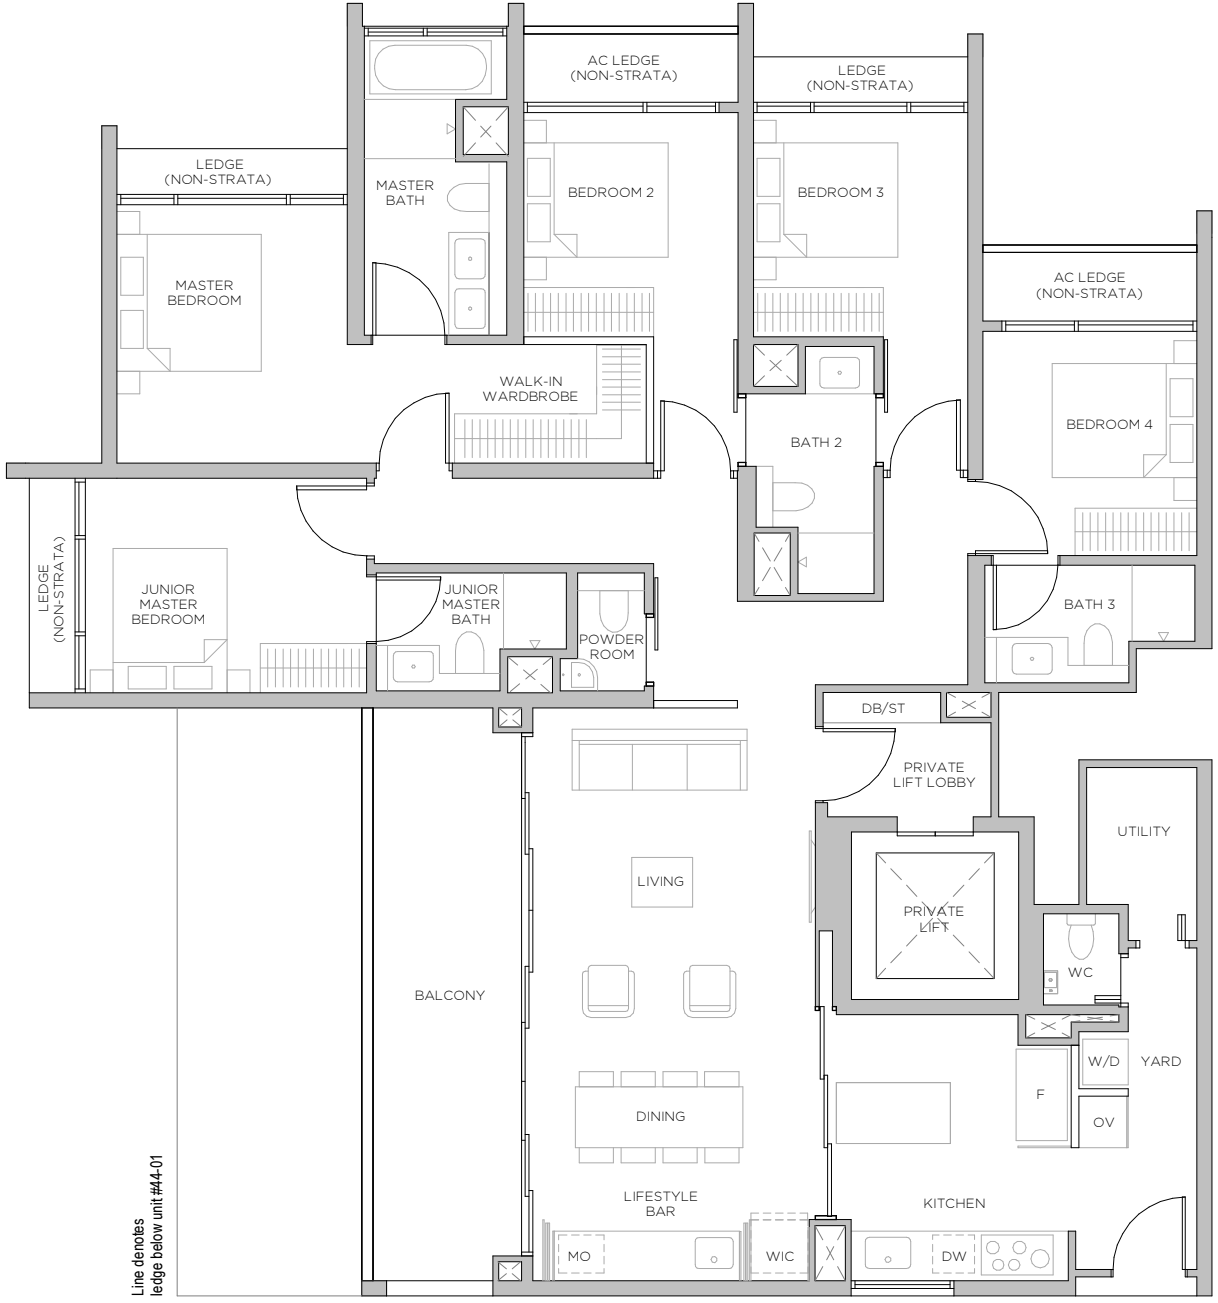 AC LEDGE
(NON-STRATA)
LEDGE
(NON-STRATA)
LEDGE
(NON-STRATA)
MASTER
BATH
BEDROOM 2
BEDROOM 3
AC LEDGE
(NON-STRATA)
MASTER
BEDROOM
WALK-IN
WARDBROBE
BEDROOM 4
BATH 2
LEDGE
(NON-STRATA)
JUNIOR
MASTER
BEDROOM
JUNIOR
MASTER
BATH
POWDER
ROOM
BATH 3
DB/ST
PRIVATE
LIFT LOBBY
UTILITY
LIVING
PRIVATE
LIFT
WC
BALCONY
W/D
YARD
F
OV
DINING
LIFESTYLE
BAR
KITCHEN
MO
WIC
DW
Line denotes
ledge below unit #44-01